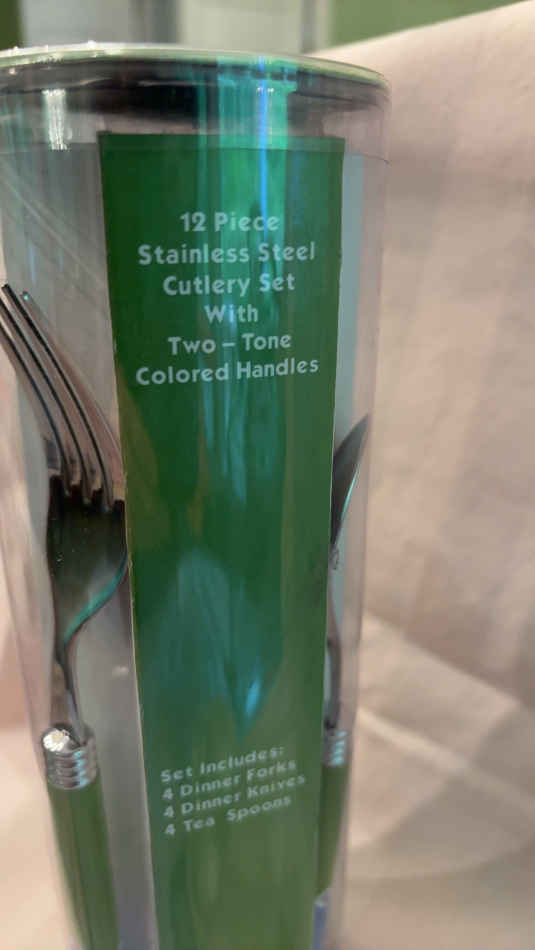 12 Piece
Stainless Steel
Cutlery Set
With
Two – Tone
Colored Handles
Set Includes:
4 Dinner Forks
4 Dinner Knives
4 Tea Spoons